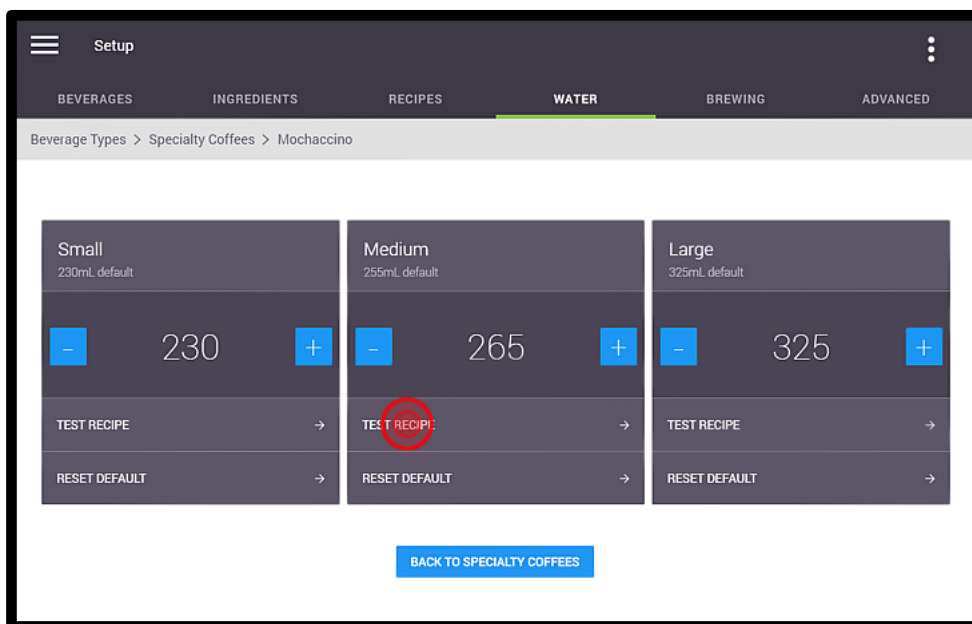 Setup
BEVERAGES INGREDIENTS RECIPES WATER BREWING ADVANCED
Beverage Types > Specialty Coffees > Mochaccino
Small
230mL default
- 230 +
TEST RECIPE →
RESET DEFAULT →
Medium
255mL default
- 265 +
TEST RECIPE →
RESET DEFAULT →
Large
325mL default
- 325 +
TEST RECIPE →
RESET DEFAULT →
BACK TO SPECIALTY COFFEES